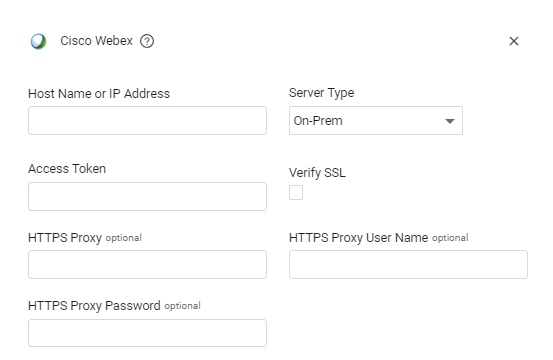 Cisco Webex ?
Host Name or IP Address
Server Type
On-Prem
Access Token
Verify SSL
HTTPS Proxy optional
HTTPS Proxy User Name optional
HTTPS Proxy Password optional